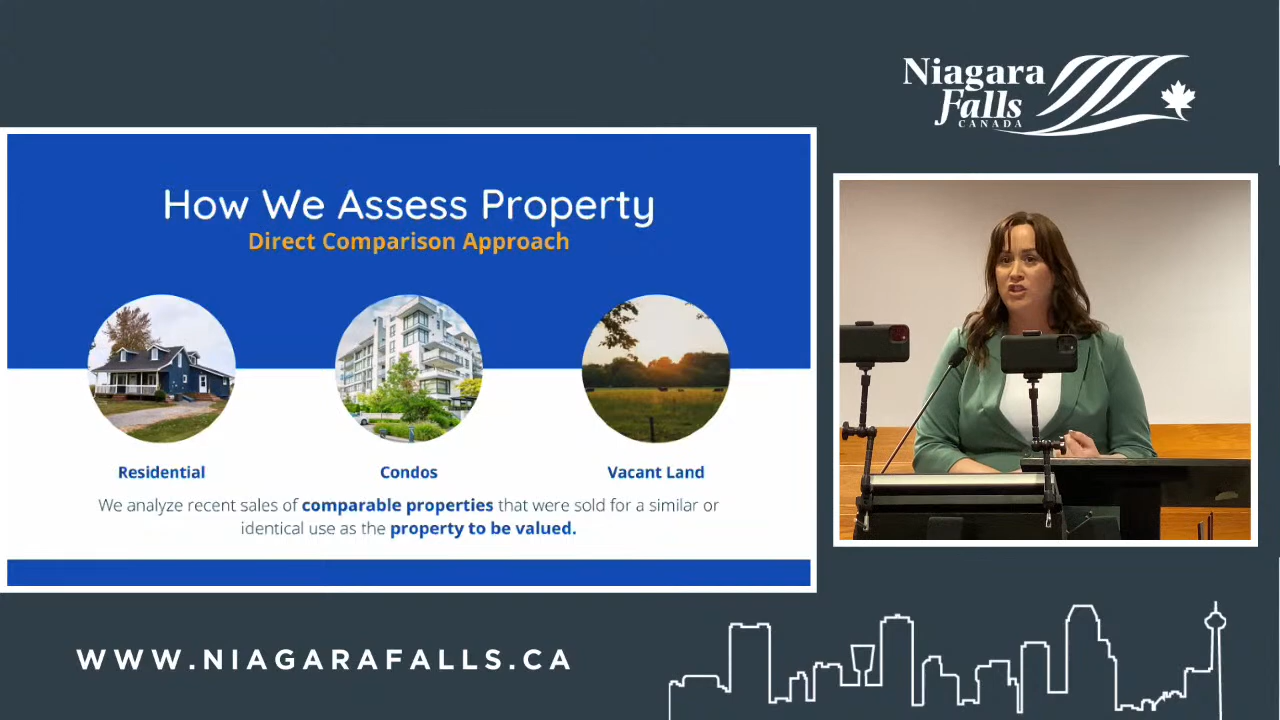 Niagara
Falls
CANADA
How We Assess Property
Direct Comparison Approach
Residential
Condos
Vacant Land
We analyze recent sales of comparable properties that were sold for a similar or
identical use as the property to be valued.
WWW.NIAGARAFALLS.CA